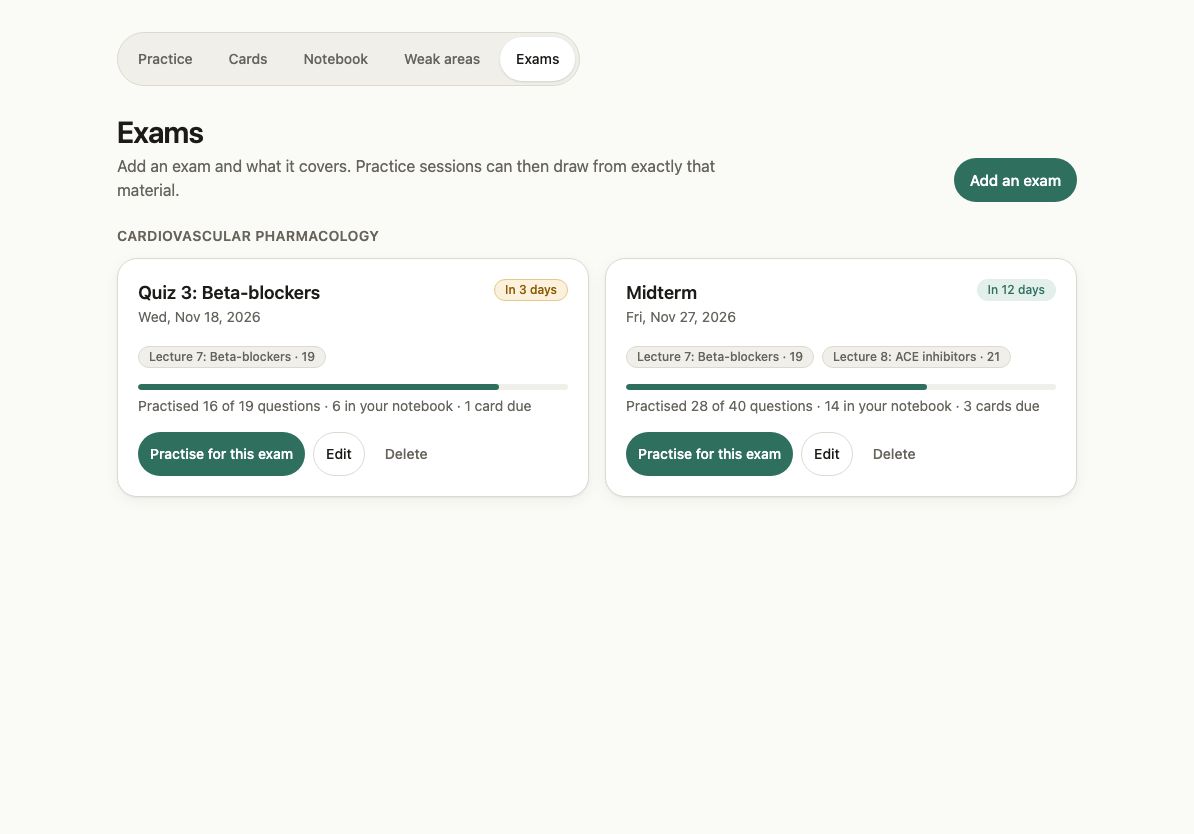 Practice
Cards
Notebook
Weak areas
Exams
Exams
Add an exam and what it covers. Practice sessions can then draw from exactly that
material.
Add an exam
CARDIOVASCULAR PHARMACOLOGY
Quiz 3: Beta-blockers
In 3 days
Wed, Nov 18, 2026
Lecture 7: Beta-blockers · 19
Practised 16 of 19 questions · 6 in your notebook · 1 card due
Practise for this exam
Edit
Delete
Midterm
In 12 days
Fri, Nov 27, 2026
Lecture 7: Beta-blockers · 19
Lecture 8: ACE inhibitors · 21
Practised 28 of 40 questions · 14 in your notebook · 3 cards due
Practise for this exam
Edit
Delete